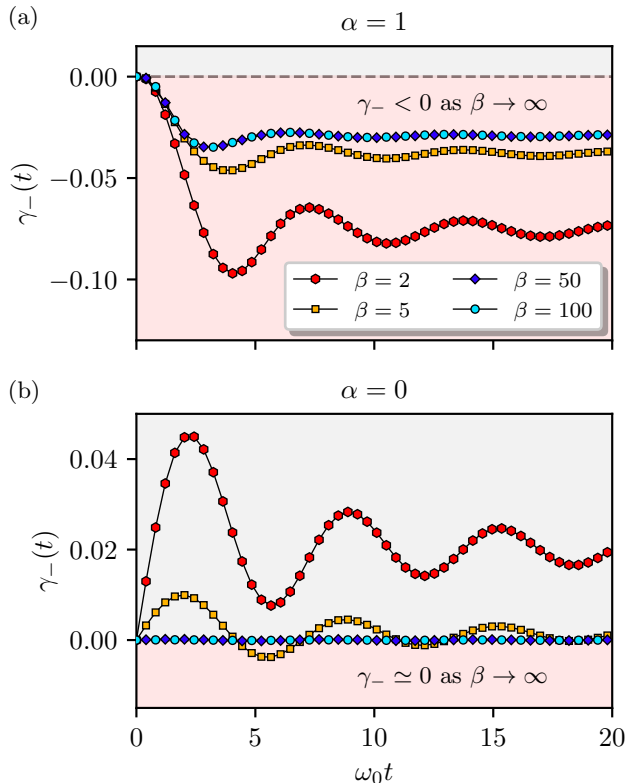 (a)
α = 1
0.00
−0.05
−0.10
γ₋(t)
γ₋ < 0 as β → ∞
β = 2
β = 5
β = 50
β = 100
(b)
α = 0
0.04
0.02
0.00
γ₋(t)
γ₋ ≃ 0 as β → ∞
0
5
10
15
20
ω₀t